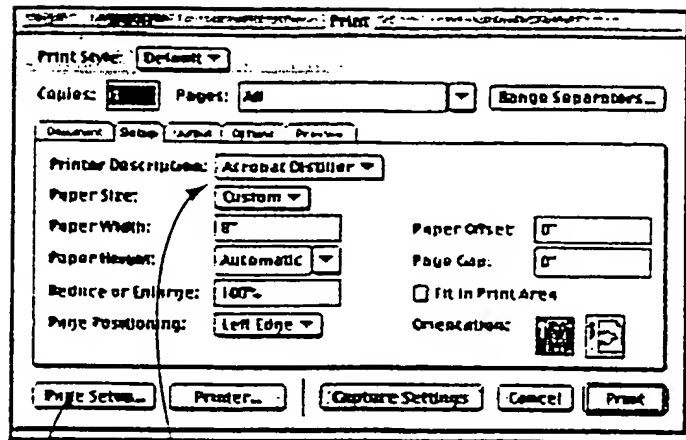 Print
Print Style: Default
Copies: Pages: All Range Separators...
Document Setup Output Options Preview
Printer Description: Acrobat Distiller
Paper Size: Custom
Paper Width: 8" Paper Offset: 0"
Paper Height: Automatic Page Gap: 0"
Reduce or Enlarge: 100% Fit in Print Area
Page Positioning: Left Edge Orientation:
Page Setup... Printer... Capture Settings Cancel Print